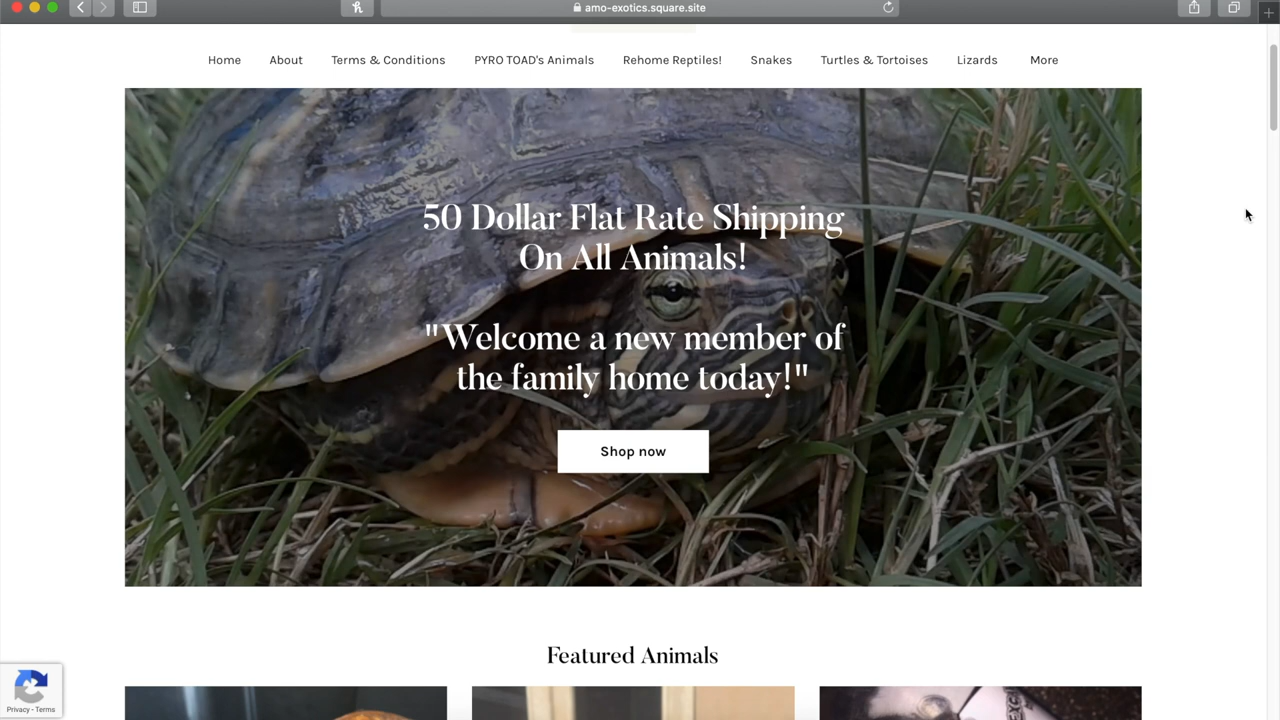 amo-exotics.square.site
Home About Terms & Conditions PYRO TOAD's Animals Rehome Reptiles! Snakes Turtles & Tortoises Lizards More
50 Dollar Flat Rate Shipping
On All Animals!
"Welcome a new member of
the family home today!"
Shop now
Featured Animals
Privacy - Terms